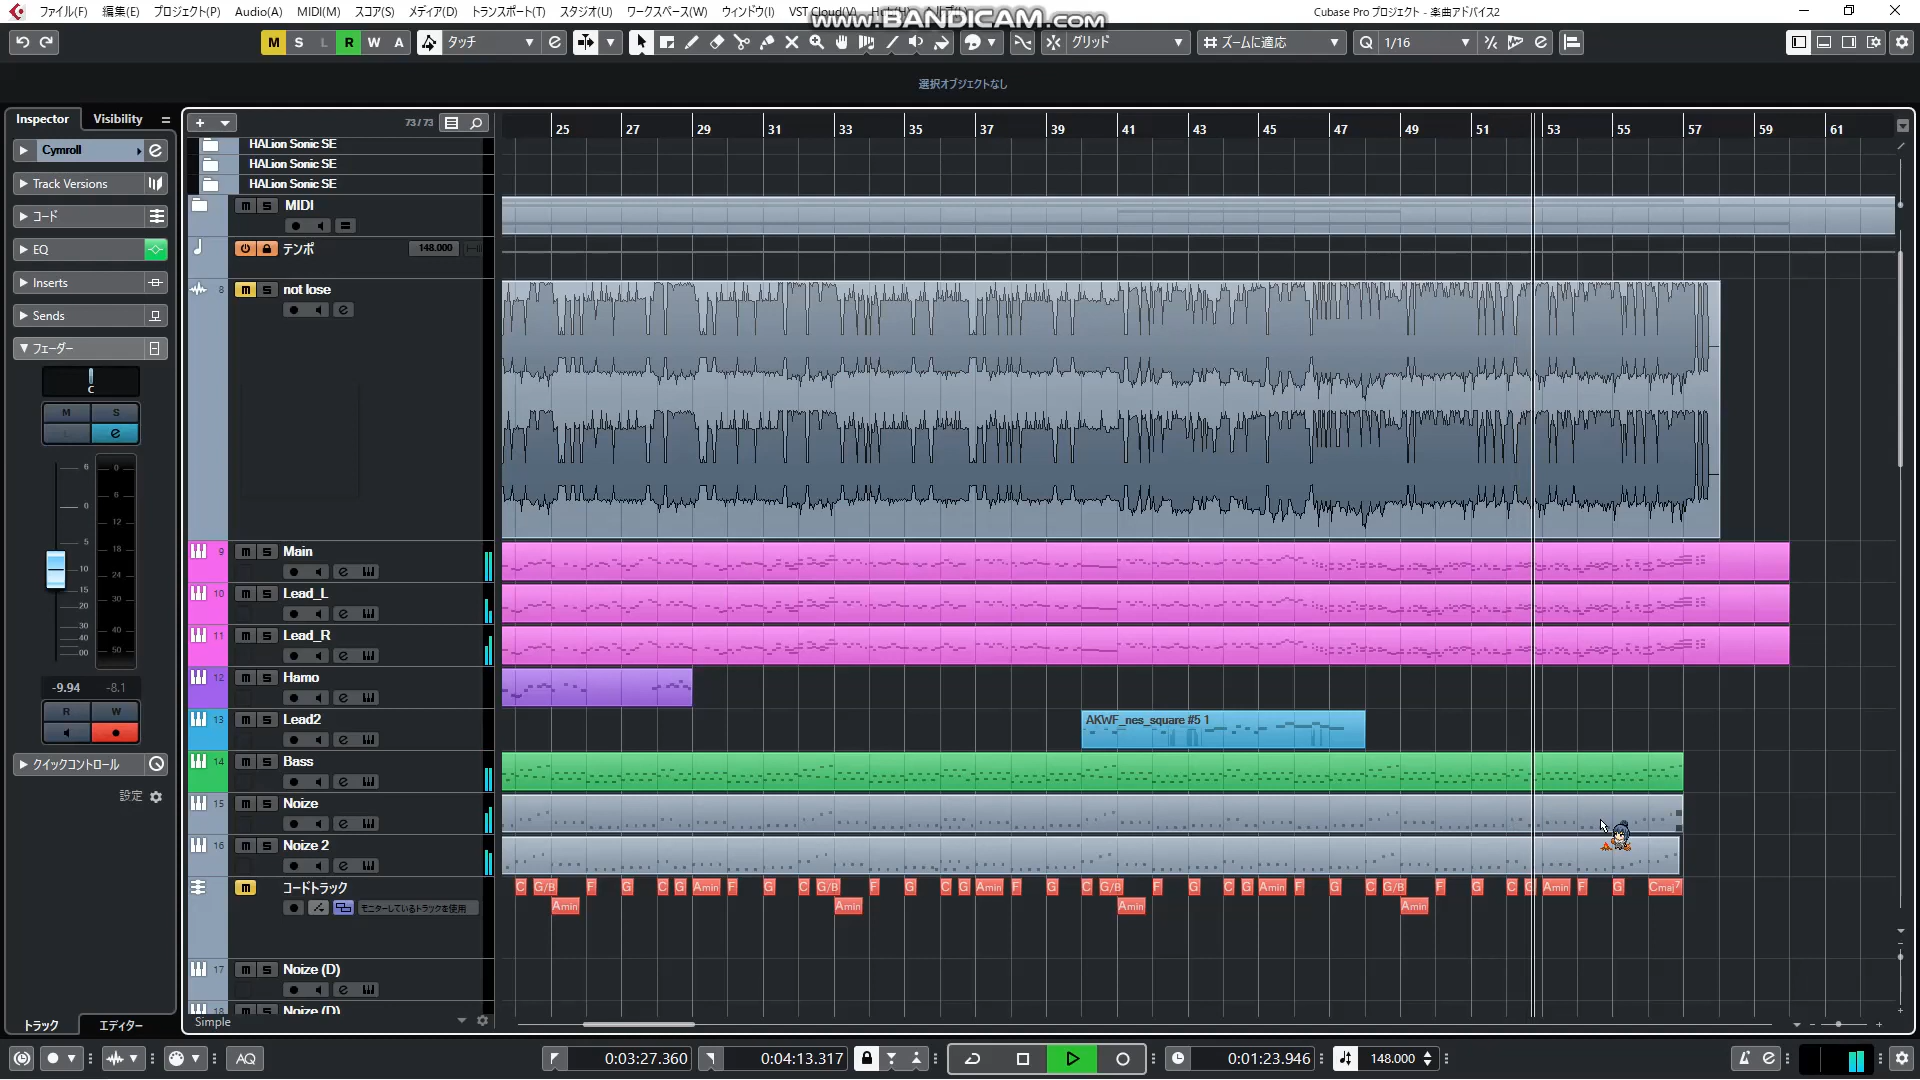 ファイル(F) 編集(E) プロジェクト(P) Audio(A) MIDI(M) スコア(S) メディア(D) トランスポート(T) スタジオ(U) ワークスペース(W) ウィンドウ(I) VST Cloud(V)
www.BANDICAM.com
Cubase Pro プロジェクト - 楽曲アドバイス2
M S L R W A タッチ グリッド ズームに適応 1/16
選択オブジェクトなし
Inspector Visibility
73 / 73
25 27 29 31 33 35 37 39 41 43 45 47 49 51 53 55 57 59 61
Cymroll
Track Versions
コード
EQ
Inserts
Sends
フェーダー
C
M S
-9.94 -8.1
R W
クイックコントロール
設定
トラック エディター
HALion Sonic SE
HALion Sonic SE
HALion Sonic SE
MIDI
テンポ 148.000
8 m s not lose
9 m s Main
10 m s Lead_L
11 m s Lead_R
12 m s Hamo
13 m s Lead2
AKWF_nes_square #5 1
14 m s Bass
15 m s Noize
16 m s Noize 2
m コードトラック
モニターしているトラックを使用
C G/B F G C G Amin F G C G/B F G C G Amin F G C G/B F G C G Amin F G C G/B F G C G Amin F G Cmaj7
Amin Amin Amin Amin
17 m s Noize (D)
18 m s Noize (D)
Simple
AQ 0:03:27.360 0:04:13.317 0:01:23.946 148.000